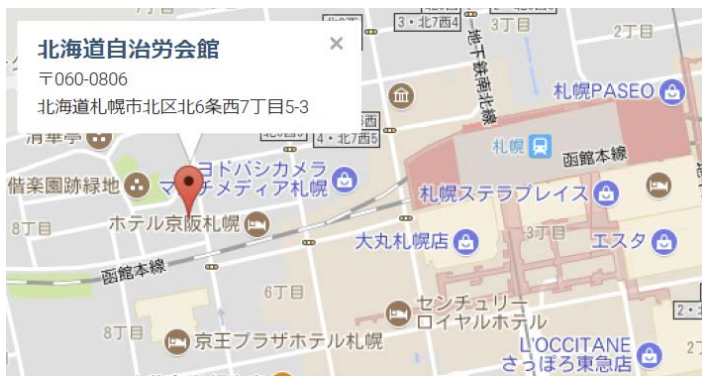 北海道自治労会館
〒060-0806
北海道札幌市北区北6条西7丁目5-3
3・北7西4
3丁目
2丁目
地下鉄南北線
札幌PASEO
清華亭
4・北7西5
札幌
函館本線
ヨドバシカメラ
マルチメディア札幌
偕楽園跡緑地
札幌ステラプレイス
8丁目
ホテル京阪札幌
大丸札幌店
3丁目
エスタ
函館本線
6丁目
センチュリー
ロイヤルホテル
8丁目
京王プラザホテル札幌
L'OCCITANE
さっぽろ東急店